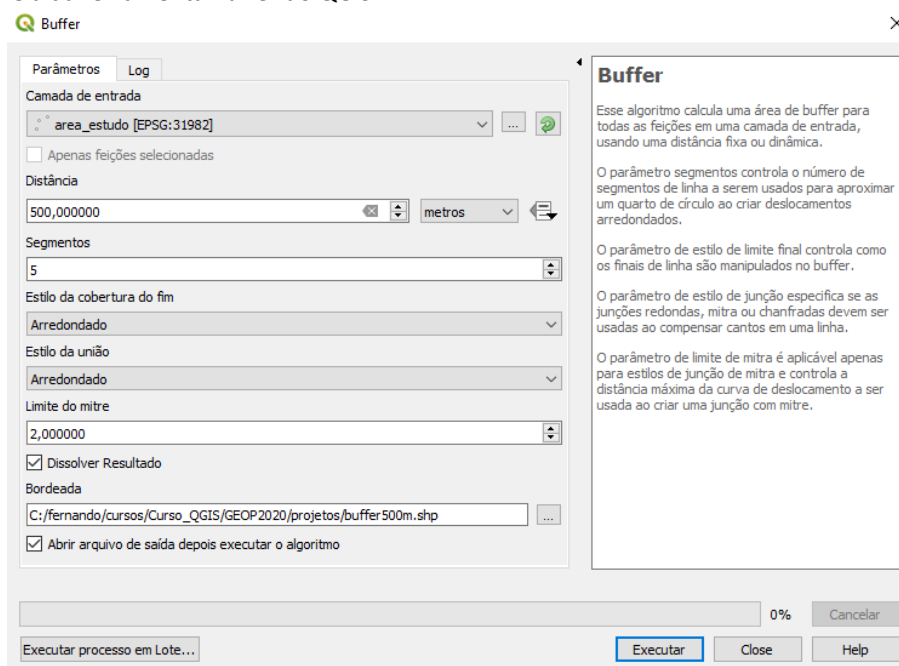 Buffer
Parâmetros Log
Camada de entrada
area_estudo [EPSG:31982]
...
Apenas feições selecionadas
Distância
500,000000
metros
Segmentos
5
Estilo da cobertura do fim
Arredondado
Estilo da união
Arredondado
Limite do mitre
2,000000
Dissolver Resultado
Bordeada
C:/fernando/cursos/Curso_QGIS/GEOP2020/projetos/buffer500m.shp
...
Abrir arquivo de saída depois executar o algoritmo
Buffer
Esse algoritmo calcula uma área de buffer para
todas as feições em uma camada de entrada,
usando uma distância fixa ou dinâmica.
O parâmetro segmentos controla o número de
segmentos de linha a serem usados para aproximar
um quarto de círculo ao criar deslocamentos
arredondados.
O parâmetro de estilo de limite final controla como
os finais de linha são manipulados no buffer.
O parâmetro de estilo de junção especifica se as
junções redondas, mitra ou chanfradas devem ser
usadas ao compensar cantos em uma linha.
O parâmetro de limite de mitra é aplicável apenas
para estilos de junção de mitra e controla a
distância máxima da curva de deslocamento a ser
usada ao criar uma junção com mitre.
0% Cancelar
Executar processo em Lote... Executar Close Help